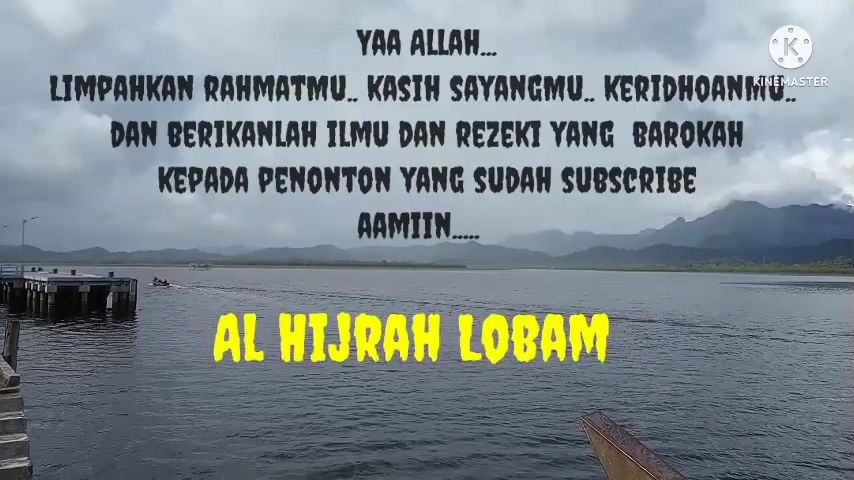 YAA ALLAH...
LIMPAHKAN RAHMATMU.. KASIH SAYANGMU.. KERIDHOANMU..
DAN BERIKANLAH ILMU DAN REZEKI YANG BAROKAH
KEPADA PENONTON YANG SUDAH SUBSCRIBE
AAMIIN.....
AL HIJRAH LOBAM
K
KINEMASTER